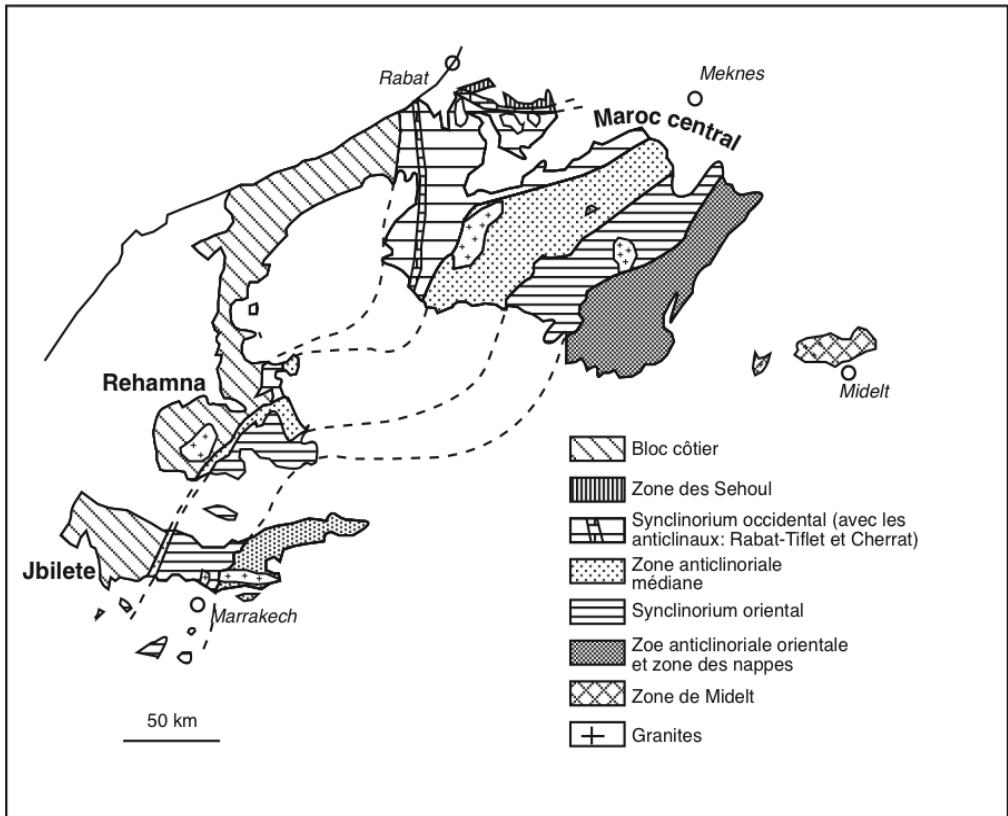 Rabat
Meknes
Maroc central
Rehamna
Midelt
Jbilete
Marrakech
50 km
Bloc côtier
Zone des Sehoul
Synclinorium occidental (avec les
anticlinaux: Rabat-Tiflet et Cherrat)
Zone anticlinoriale
médiane
Synclinorium oriental
Zoe anticlinoriale orientale
et zone des nappes
Zone de Midelt
Granites